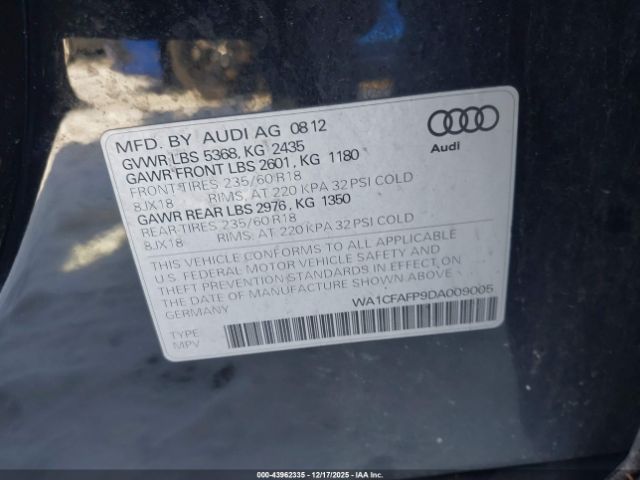 MFD. BY AUDI AG 08 12
GVWR LBS 5368, KG 2435
GAWR FRONT LBS 2601, KG 1180
FRONT-TIRES 235/60 R18
8JX18 RIMS, AT 220 KPA 32 PSI COLD
GAWR REAR LBS 2976, KG 1350
REAR-TIRES 235/60 R18
8JX18 RIMS, AT 220 KPA 32 PSI COLD
Audi
THIS VEHICLE CONFORMS TO ALL APPLICABLE
U.S. FEDERAL MOTOR VEHICLE SAFETY AND
THEFT PREVENTION STANDARDS IN EFFECT ON
THE DATE OF MANUFACTURE SHOWN ABOVE.
GERMANY
WA1CFAFP9DA009005
TYPE
MPV
000-43962335 - 12/17/2025 - IAA Inc.